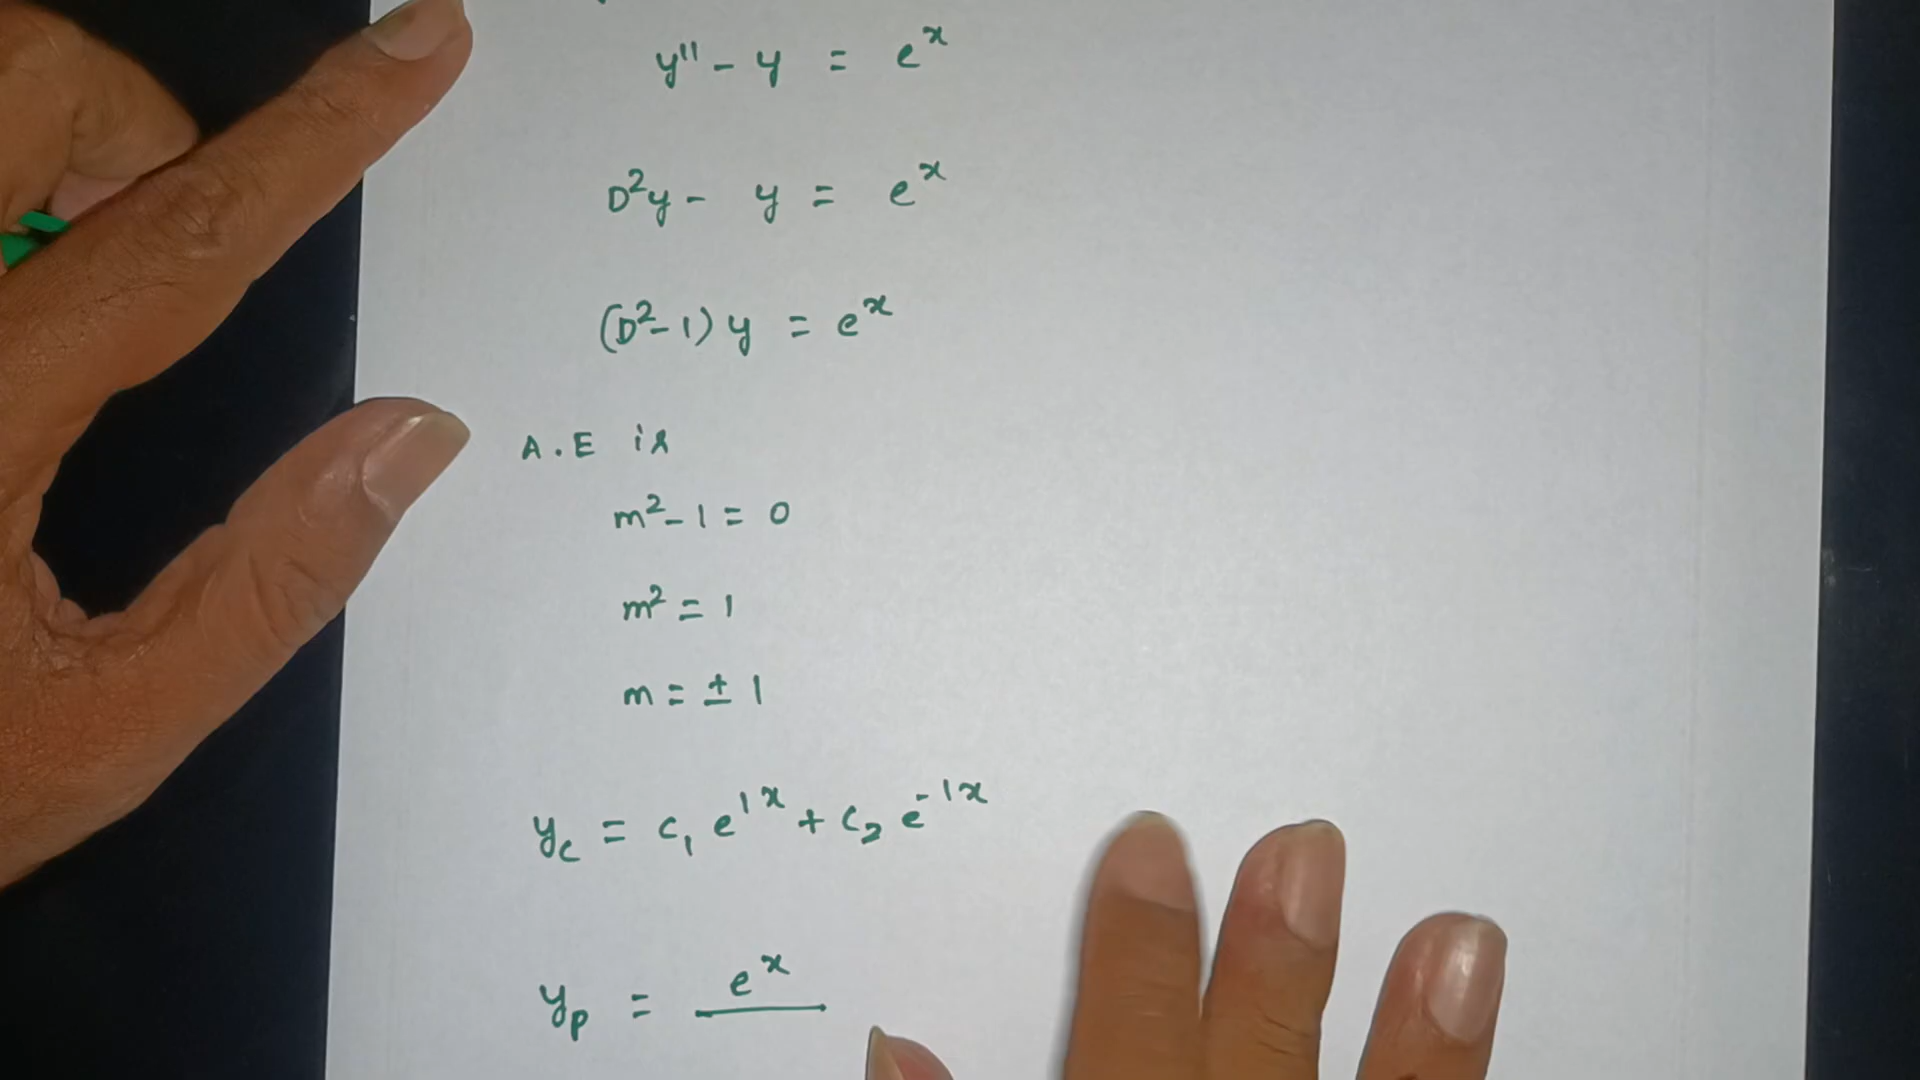 y'' - y = e^x
D²y - y = e^x
(D²-1) y = e^x
A.E is
m²-1 = 0
m² = 1
m = ± 1
y_c = c₁ e^{1x} + c₂ e^{-1x}
y_p = e^x /